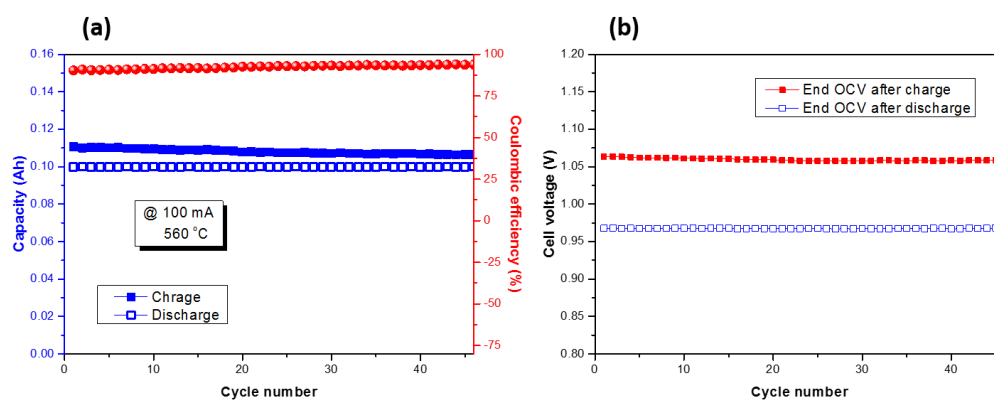 (a)
(b)
0.16
0.14
0.12
0.10
0.08
0.06
0.04
0.02
0.00
Capacity (Ah)
100
75
50
25
0
-25
-50
-75
Coulombic efficiency (%)
@ 100 mA
560 °C
Chrage
Discharge
0
10
20
30
40
Cycle number
1.20
1.15
1.10
1.05
1.00
0.95
0.90
0.85
0.80
Cell voltage (V)
End OCV after charge
End OCV after discharge
0
10
20
30
40
Cycle number